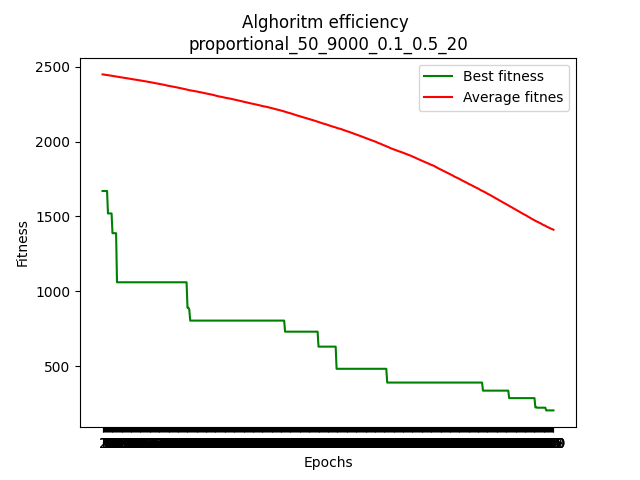 Alghoritm efficiency
proportional_50_9000_0.1_0.5_20
Best fitness
Average fitnes
2500
2000
1500
1000
500
Fitness
Epochs